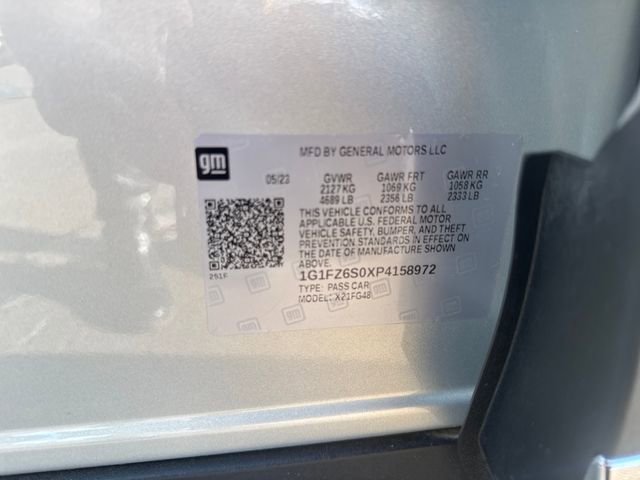 gm
MFD BY GENERAL MOTORS LLC
05/23 GVWR GAWR FRT GAWR RR
2127 KG 1069 KG 1058 KG
4689 LB 2356 LB 2333 LB
THIS VEHICLE CONFORMS TO ALL
APPLICABLE U.S. FEDERAL MOTOR
VEHICLE SAFETY, BUMPER, AND THEFT
PREVENTION STANDARDS IN EFFECT ON
THE DATE OF MANUFACTURE SHOWN
ABOVE.
251F
1G1FZ6S0XP4158972
TYPE: PASS CAR
MODEL: X21FG48